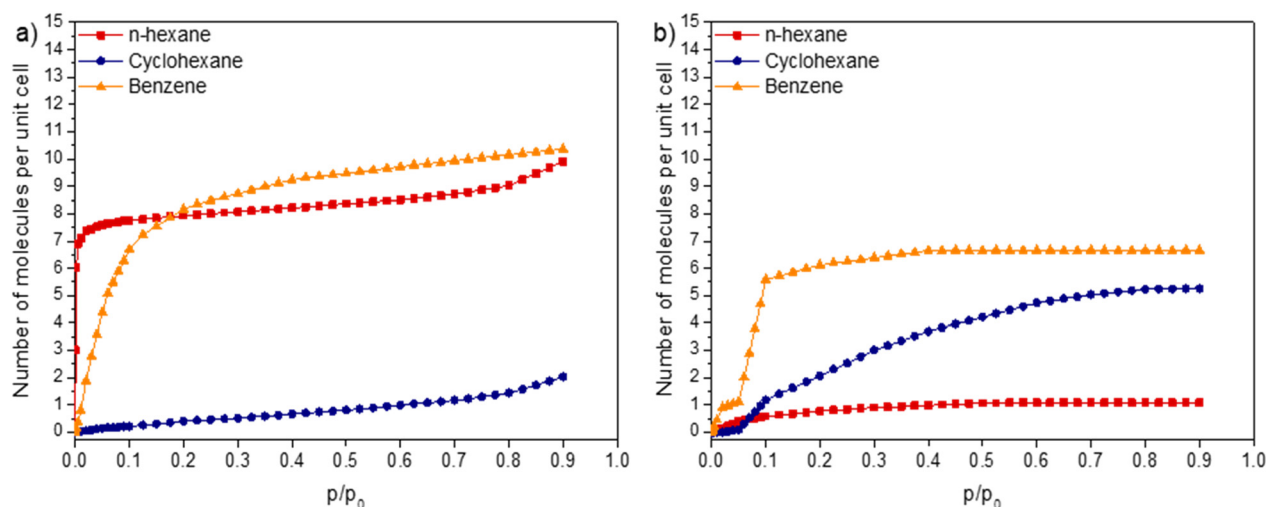 a)
n-hexane
Cyclohexane
Benzene
Number of molecules per unit cell
15
14
13
12
11
10
9
8
7
6
5
4
3
2
1
0
0.0 0.1 0.2 0.3 0.4 0.5 0.6 0.7 0.8 0.9 1.0
p/p0
b)
n-hexane
Cyclohexane
Benzene
Number of molecules per unit cell
15
14
13
12
11
10
9
8
7
6
5
4
3
2
1
0
0.0 0.1 0.2 0.3 0.4 0.5 0.6 0.7 0.8 0.9 1.0
p/p0